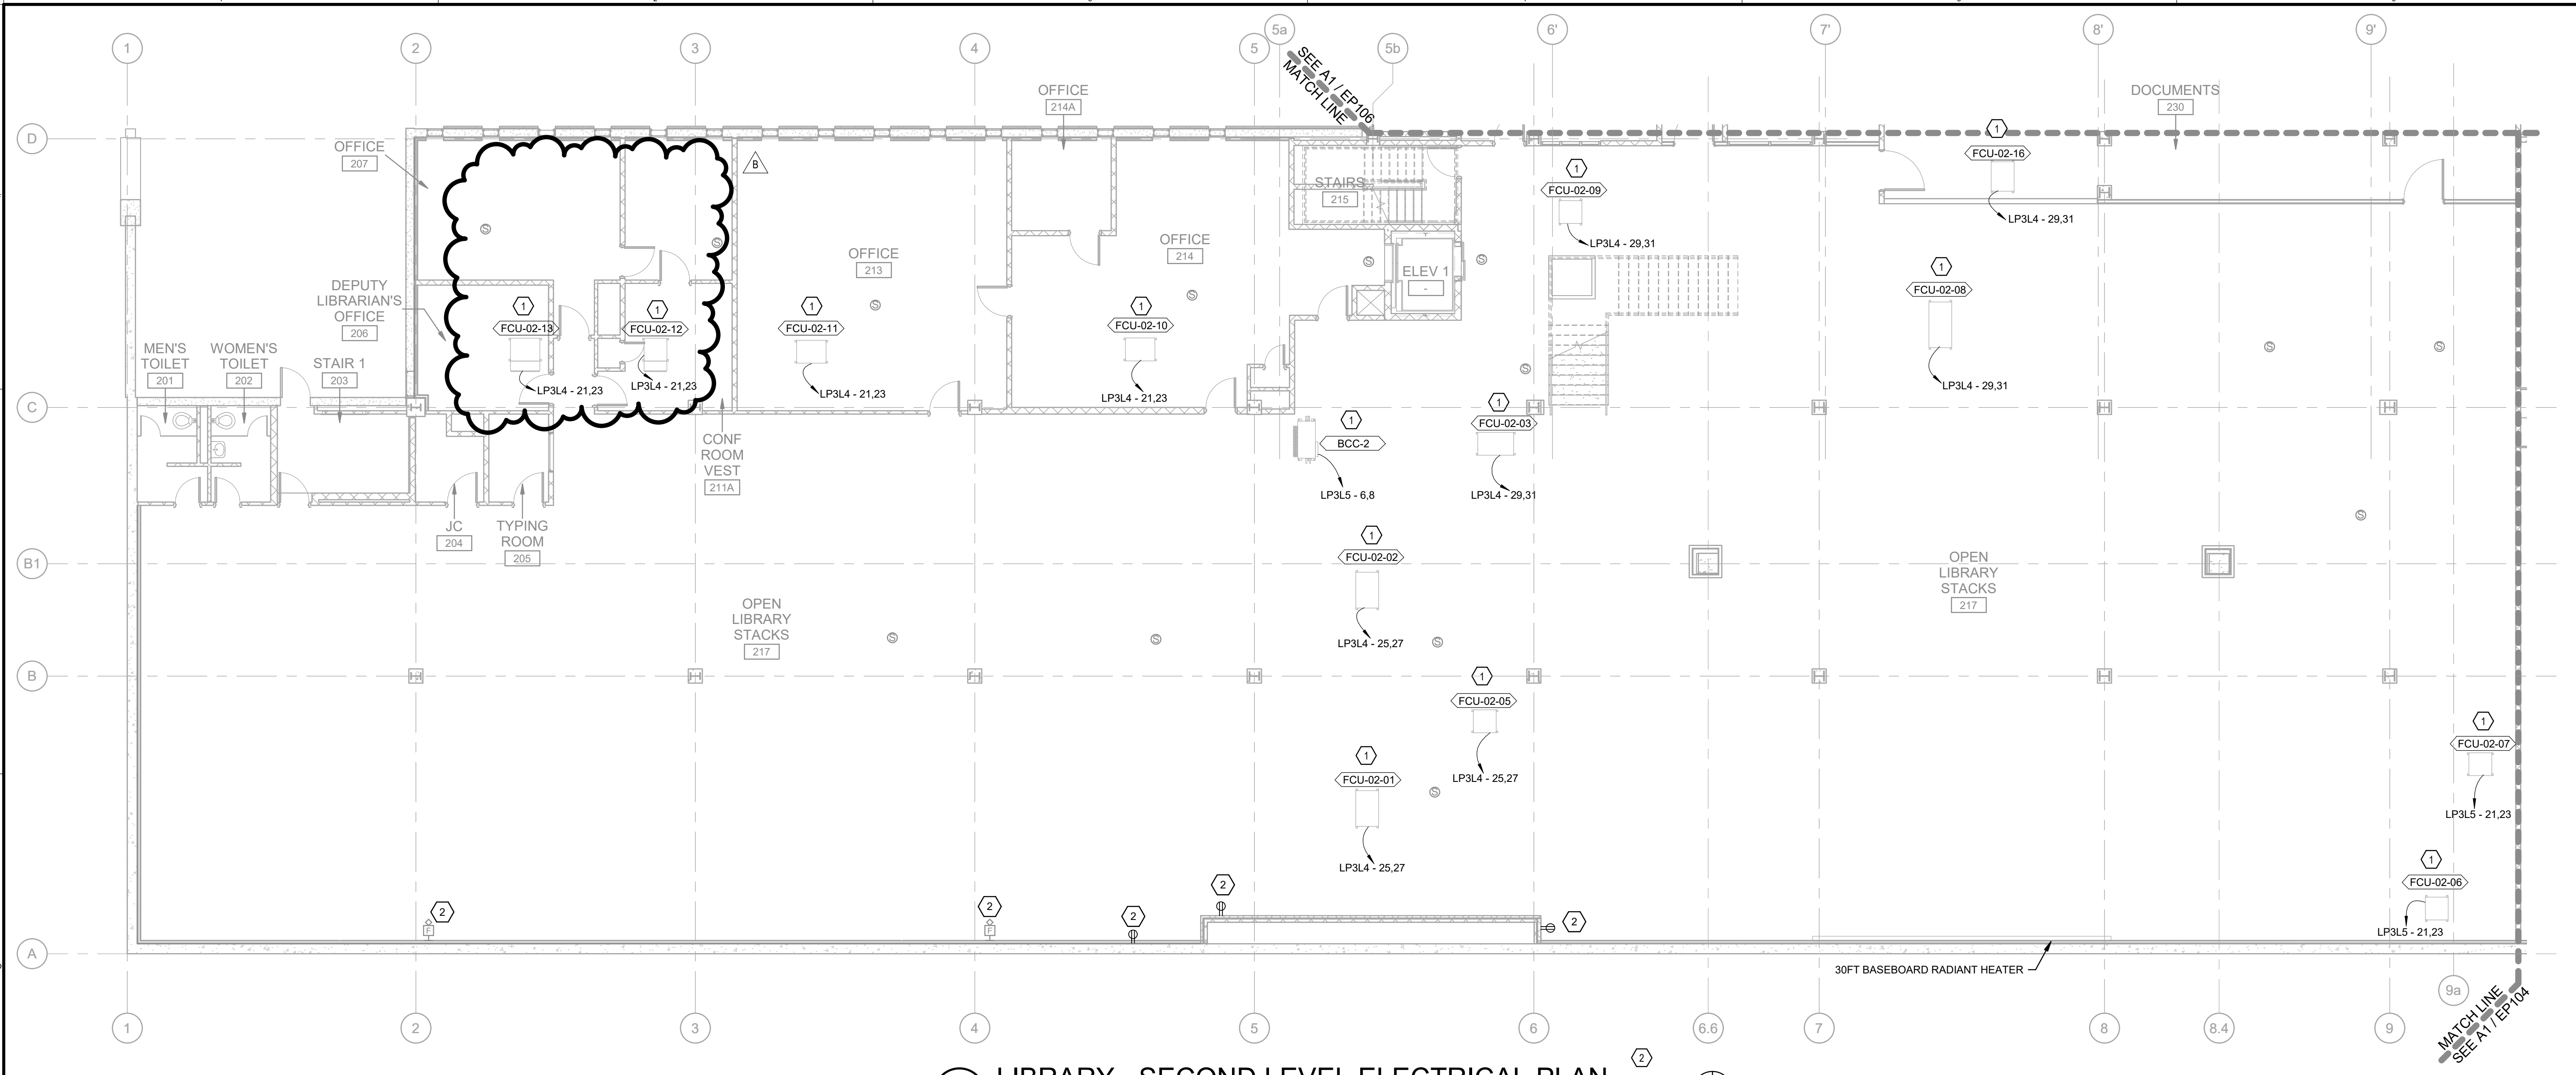 1
2
3
4
5
5a
5b
6'
7'
8'
9'
SEE A1 / EP106
MATCH LINE
D
C
B1
B
A
OFFICE
214A
DOCUMENTS
230
OFFICE
207
B
STAIRS
215
1
FCU-02-09
LP3L4 - 29,31
1
FCU-02-16
LP3L4 - 29,31
S
S
OFFICE
213
OFFICE
214
S
ELEV 1
S
1
FCU-02-08
LP3L4 - 29,31
DEPUTY
LIBRARIAN'S
OFFICE
206
1
FCU-02-13
LP3L4 - 21,23
1
FCU-02-12
LP3L4 - 21,23
1
FCU-02-11
LP3L4 - 21,23
S
1
FCU-02-10
LP3L4 - 21,23
S
S
S
S
MEN'S
TOILET
201
WOMEN'S
TOILET
202
STAIR 1
203
CONF
ROOM
VEST
211A
1
BCC-2
LP3L5 - 6,8
1
FCU-02-03
LP3L4 - 29,31
JC
204
TYPING
ROOM
205
S
1
FCU-02-02
LP3L4 - 25,27
OPEN
LIBRARY
STACKS
217
OPEN
LIBRARY
STACKS
217
S
S
S
1
FCU-02-05
LP3L4 - 25,27
1
FCU-02-01
LP3L4 - 25,27
S
1
FCU-02-07
LP3L5 - 21,23
1
FCU-02-06
LP3L5 - 21,23
2
F
2
F
2
2
2
30FT BASEBOARD RADIANT HEATER
9a
MATCH LINE
SEE A1 / EP104
1
2
3
4
5
6
6.6
7
8
8.4
9
2
LIBRARY - SECOND LEVEL ELECTRICAL PLAN